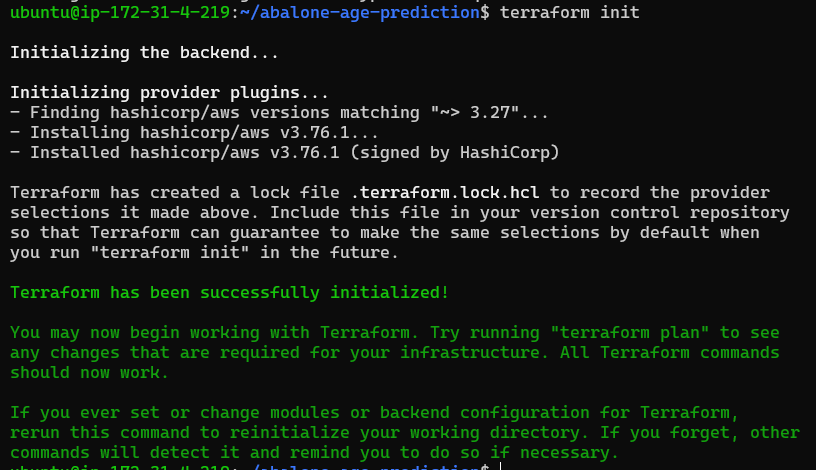 ubuntu@ip-172-31-4-219:~/abalone-age-prediction$ terraform init
Initializing the backend...
Initializing provider plugins...
- Finding hashicorp/aws versions matching "~> 3.27"...
- Installing hashicorp/aws v3.76.1...
- Installed hashicorp/aws v3.76.1 (signed by HashiCorp)
Terraform has created a lock file .terraform.lock.hcl to record the provider
selections it made above. Include this file in your version control repository
so that Terraform can guarantee to make the same selections by default when
you run "terraform init" in the future.
Terraform has been successfully initialized!
You may now begin working with Terraform. Try running "terraform plan" to see
any changes that are required for your infrastructure. All Terraform commands
should now work.
If you ever set or change modules or backend configuration for Terraform,
rerun this command to reinitialize your working directory. If you forget, other
commands will detect it and remind you to do so if necessary.
ubuntu@ip-172-31-4-219:~/abalone-age-prediction$